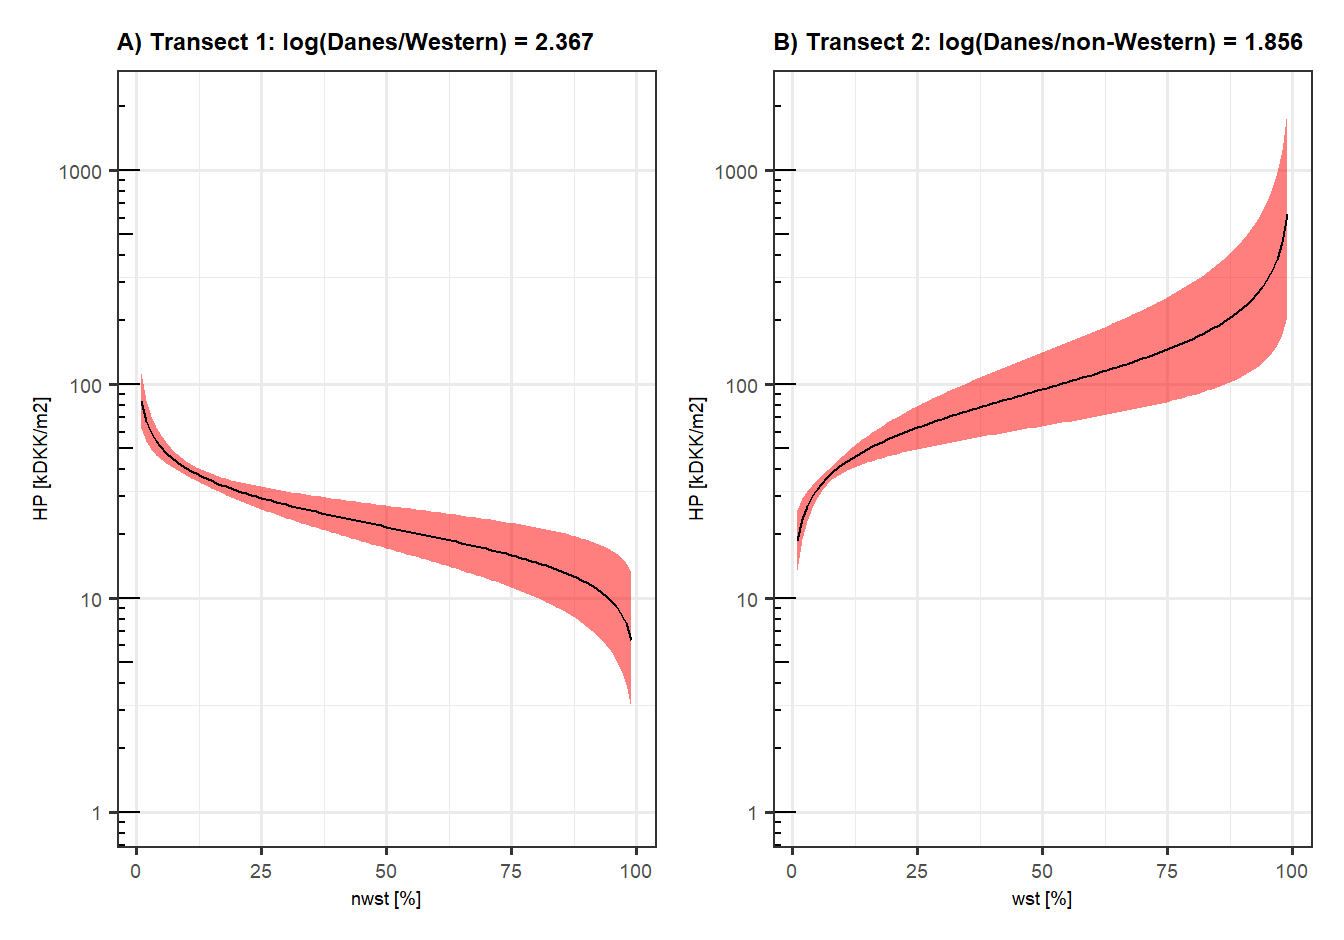 A) Transect 1: log(Danes/Western) = 2.367
HP [kDKK/m2]
1000
100
10
1
0 25 50 75 100
nwst [%]
B) Transect 2: log(Danes/non-Western) = 1.856
HP [kDKK/m2]
1000
100
10
1
0 25 50 75 100
wst [%]